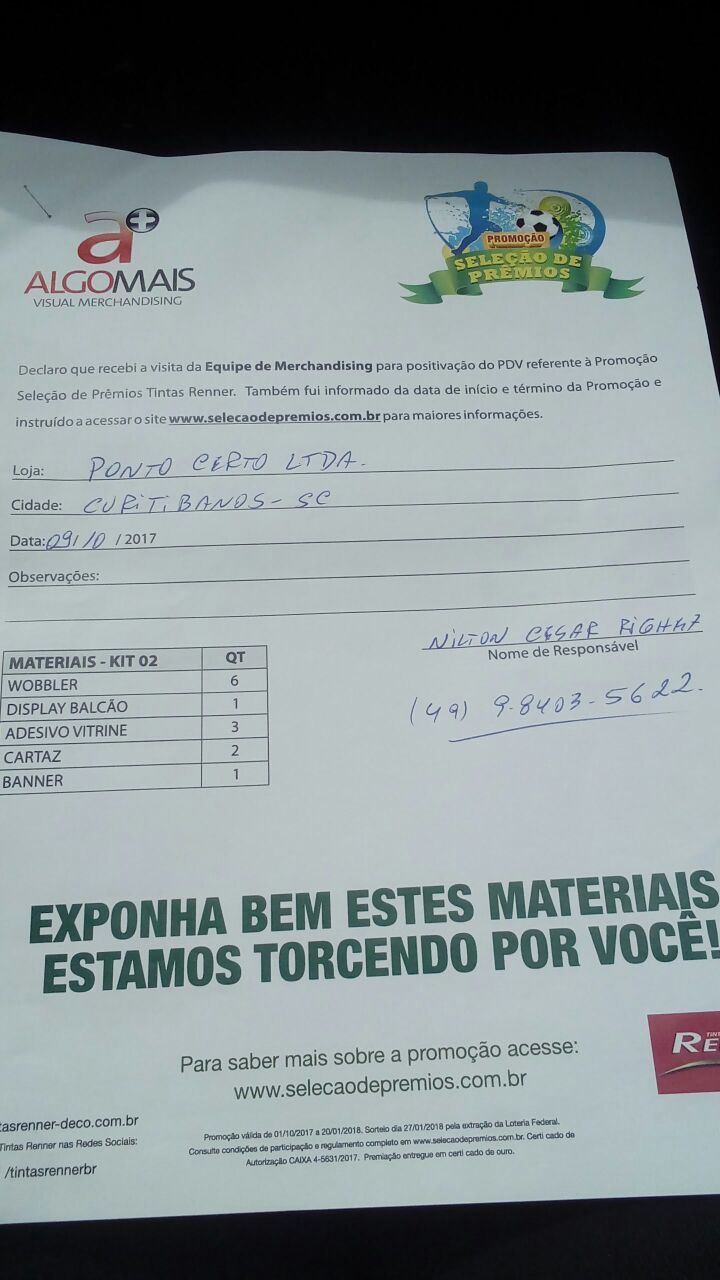 a+
ALGOMAIS
VISUAL MERCHANDISING
PROMOÇÃO
SELEÇÃO DE
PRÊMIOS
Declaro que recebi a visita da Equipe de Merchandising para positivação do PDV referente à Promoção
Seleção de Prêmios Tintas Renner. Também fui informado da data de início e término da Promoção e
instruído a acessar o site www.selecaodepremios.com.br para maiores informações.
Loja: PONTO CERTO LTDA.
Cidade: CURITIBANOS - SC
Data: 09/10 / 2017
Observações:
NILTON CESAR
Nome de Responsável
(49) 9.8403-5622.
MATERIAIS - KIT 02 QT
WOBBLER 6
DISPLAY BALCÃO 1
ADESIVO VITRINE 3
CARTAZ 2
BANNER 1
EXPONHA BEM ESTES MATERIAIS
ESTAMOS TORCENDO POR VOCÊ!
Para saber mais sobre a promoção acesse:
www.selecaodepremios.com.br
TIN
RE
tasrenner-deco.com.br
Tintas Renner nas Redes Sociais:
/tintasrennerbr
Promoção válida de 01/10/2017 a 20/01/2018. Sorteio dia 27/01/2018 pela extração da Loteria Federal.
Consulte condições de participação e regulamento completo em www.selecaodepremios.com.br. Certi cado de
Autorização CAIXA 4-5631/2017. Premiação entregue em certi cado de ouro.